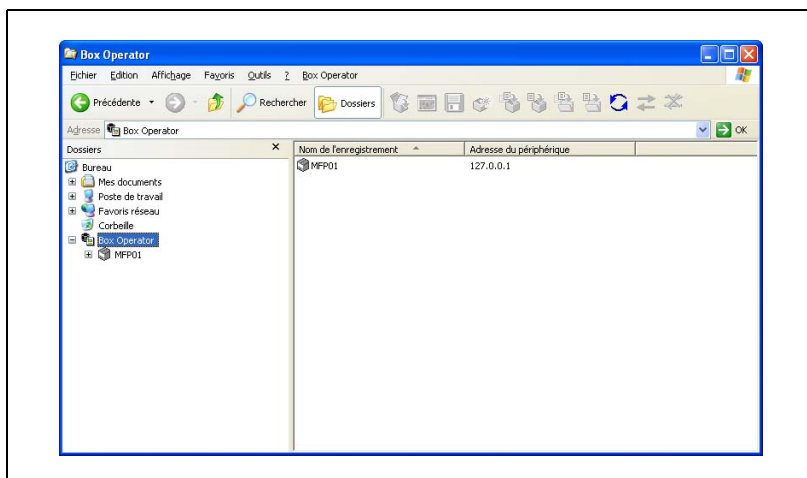 Box Operator
Fichier Edition Affichage Favoris Outils ? Box Operator
Précédente Rechercher Dossiers
Adresse Box Operator OK
Dossiers
Nom de l'enregistrement Adresse du périphérique
Bureau
Mes documents
Poste de travail
Favoris réseau
Corbeille
Box Operator
MFP01
MFP01 127.0.0.1